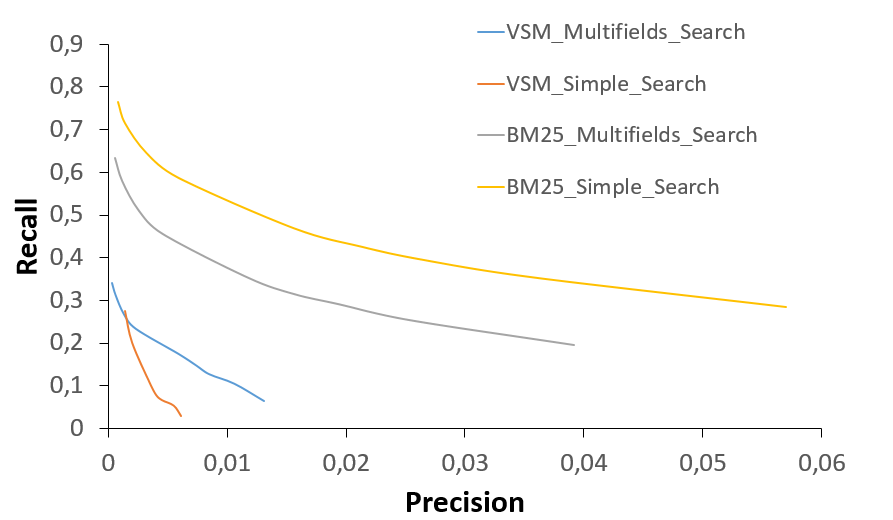 VSM_Multifields_Search
VSM_Simple_Search
BM25_Multifields_Search
BM25_Simple_Search
Recall
0,9
0,8
0,7
0,6
0,5
0,4
0,3
0,2
0,1
0
0 0,01 0,02 0,03 0,04 0,05 0,06
Precision